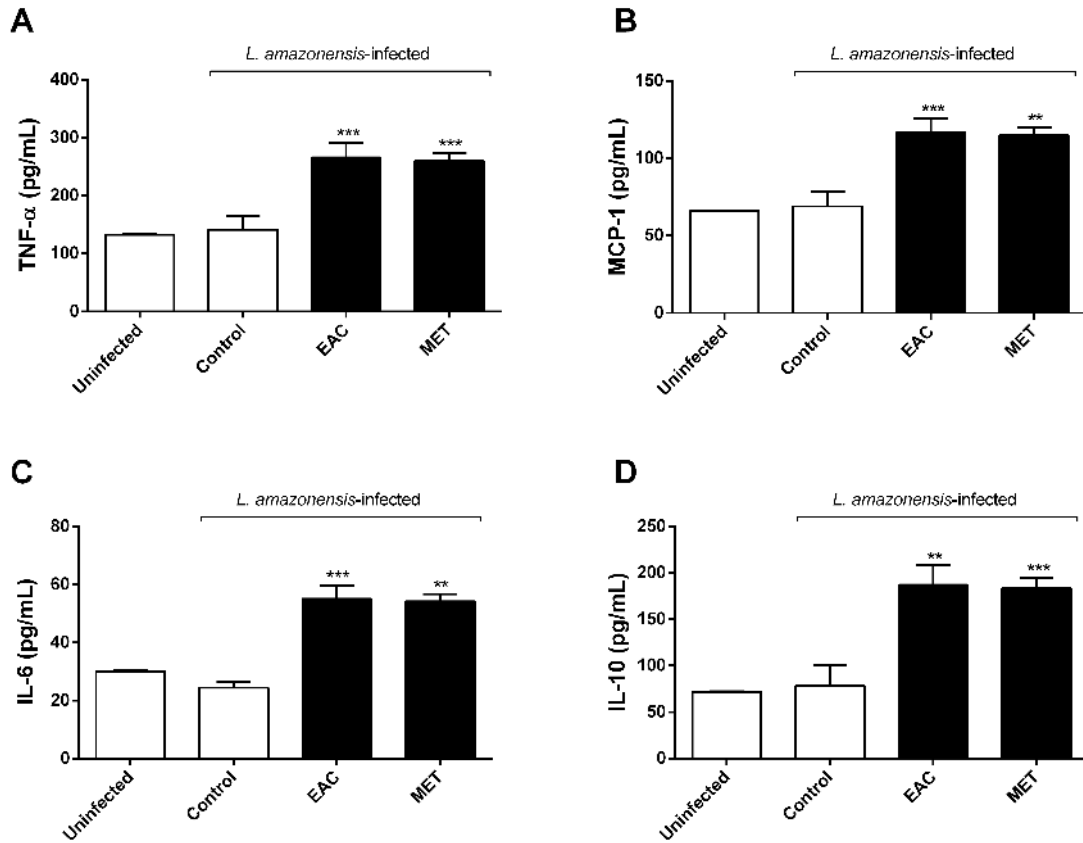 A
L. amazonensis-infected
TNF-α (pg/mL)
400
300
200
100
0
***
***
Uninfected
Control
EAC
MET
B
L. amazonensis-infected
MCP-1 (pg/mL)
150
100
50
0
***
**
Uninfected
Control
EAC
MET
C
L. amazonensis-infected
IL-6 (pg/mL)
80
60
40
20
0
***
**
Uninfected
Control
EAC
MET
D
L. amazonensis-infected
IL-10 (pg/mL)
250
200
150
100
50
0
**
***
Uninfected
Control
EAC
MET